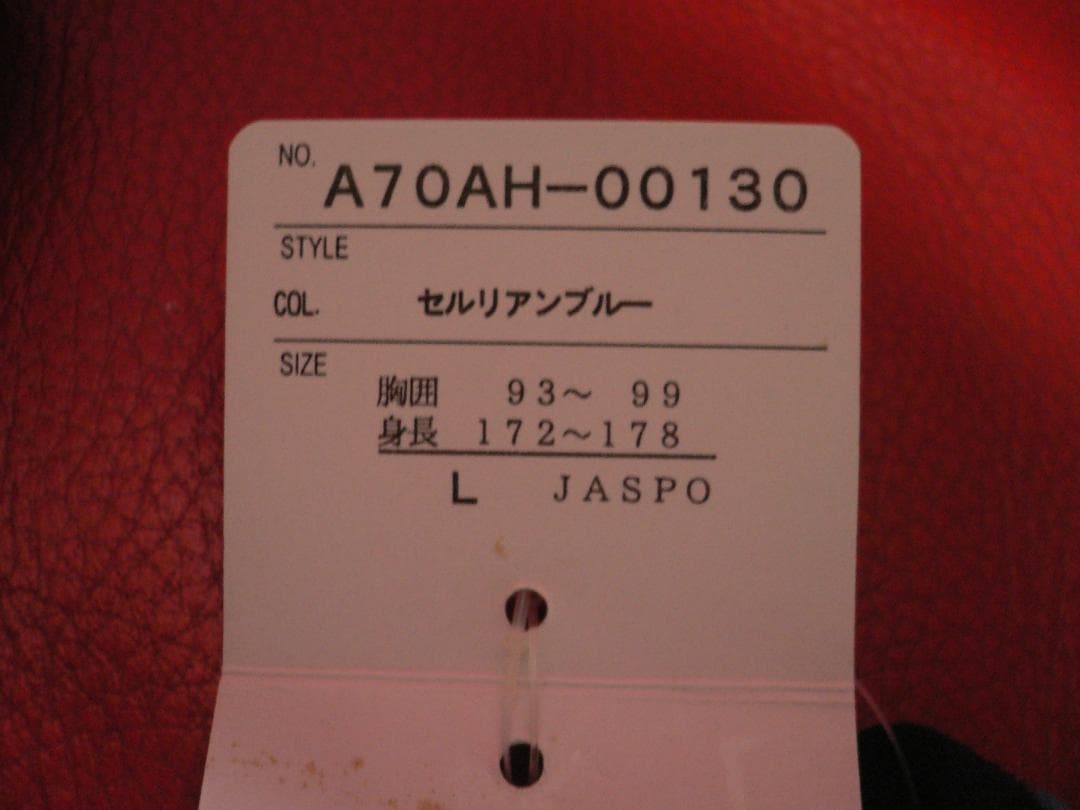 NO. A70AH-00130
STYLE
COL. セルリアンブルー
SIZE
胸囲 93～ 99
身長 172～178
L JASPO